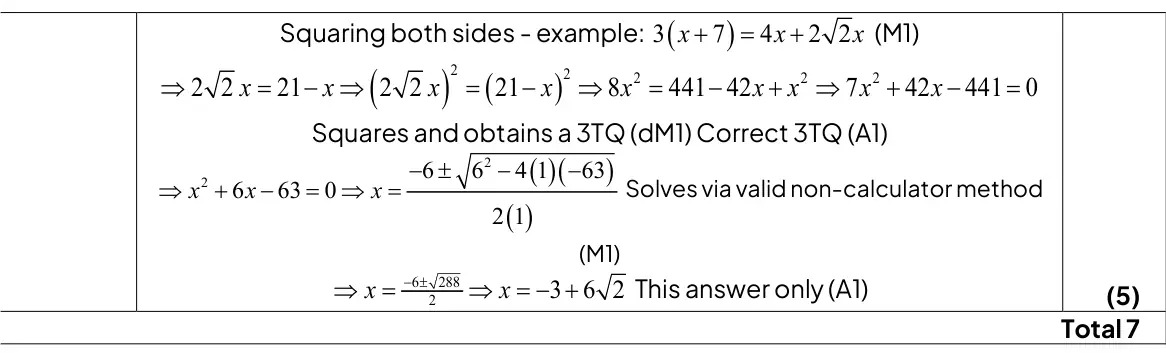 Squaring both sides - example: 3(x + 7) = 4x + 2√2x (M1)
⇒ 2√2 x = 21 − x ⇒ (2√2 x)² = (21 − x)² ⇒ 8x² = 441 − 42x + x² ⇒ 7x² + 42x − 441 = 0
Squares and obtains a 3TQ (dM1) Correct 3TQ (A1)
⇒ x² + 6x − 63 = 0 ⇒ x = (−6 ± √(6² − 4(1)(−63))) / 2(1) Solves via valid non-calculator method
(M1)
⇒ x = (−6±√288)/2 ⇒ x = −3 + 6√2 This answer only (A1)
(5)
Total 7